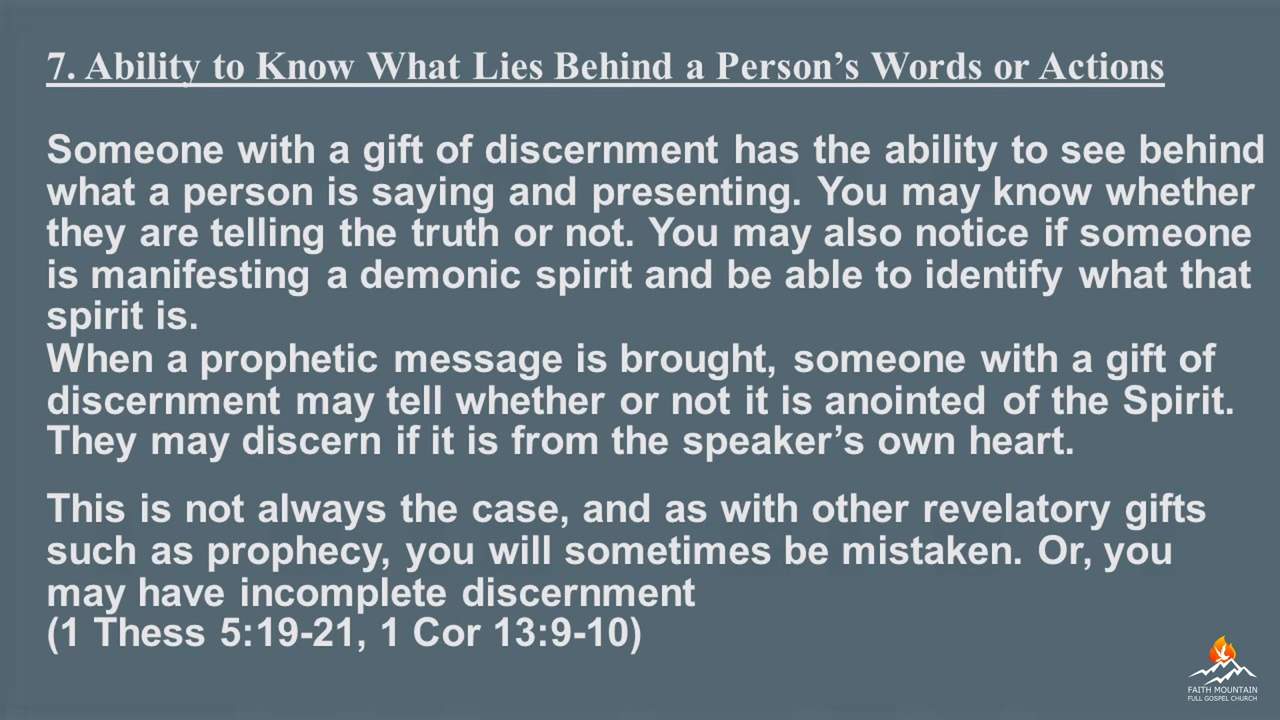 7. Ability to Know What Lies Behind a Person’s Words or Actions
Someone with a gift of discernment has the ability to see behind
what a person is saying and presenting. You may know whether
they are telling the truth or not. You may also notice if someone
is manifesting a demonic spirit and be able to identify what that
spirit is.
When a prophetic message is brought, someone with a gift of
discernment may tell whether or not it is anointed of the Spirit.
They may discern if it is from the speaker’s own heart.
This is not always the case, and as with other revelatory gifts
such as prophecy, you will sometimes be mistaken. Or, you
may have incomplete discernment
(1 Thess 5:19-21, 1 Cor 13:9-10)
FAITH MOUNTAIN
FULL GOSPEL CHURCH